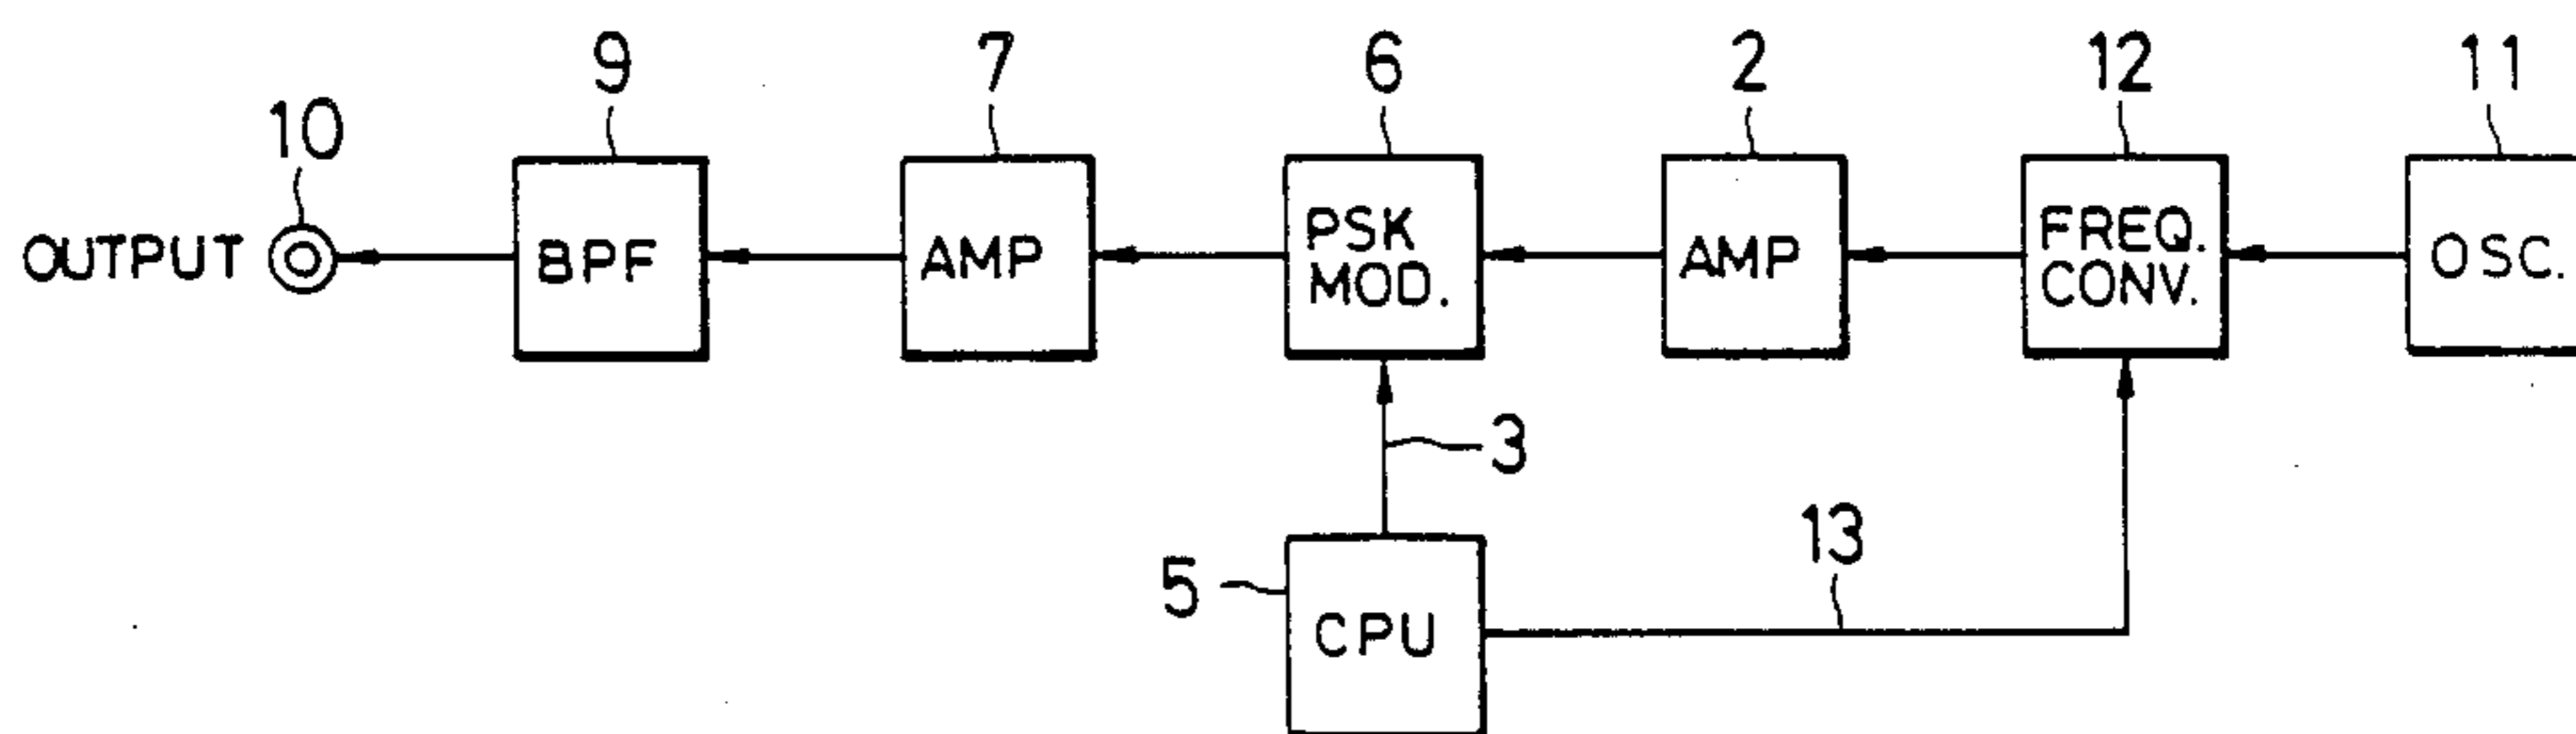 9
7
6
2
12
11
10
OUTPUT
BPF
AMP
PSK
MOD.
AMP
FREQ.
CONV.
OSC.
3
13
5
CPU